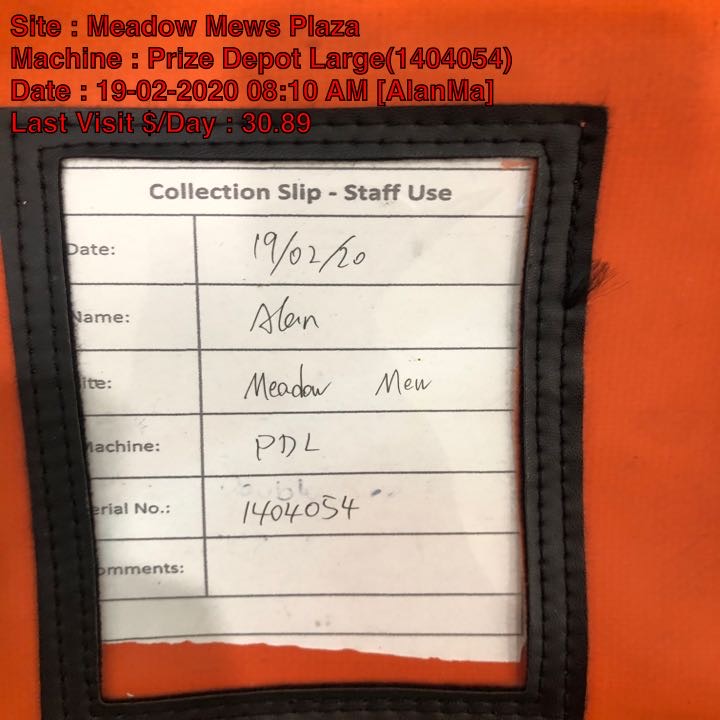 Site : Meadow Mews Plaza
Machine : Prize Depot Large(1404054)
Date : 19-02-2020 08:10 AM [AlanMa]
Last Visit $/Day : 30.89
Collection Slip - Staff Use
Date: 19/02/20
Name: Alan
ite: Meadow Mew
Machine: PDL
erial No.: 1404054
omments: